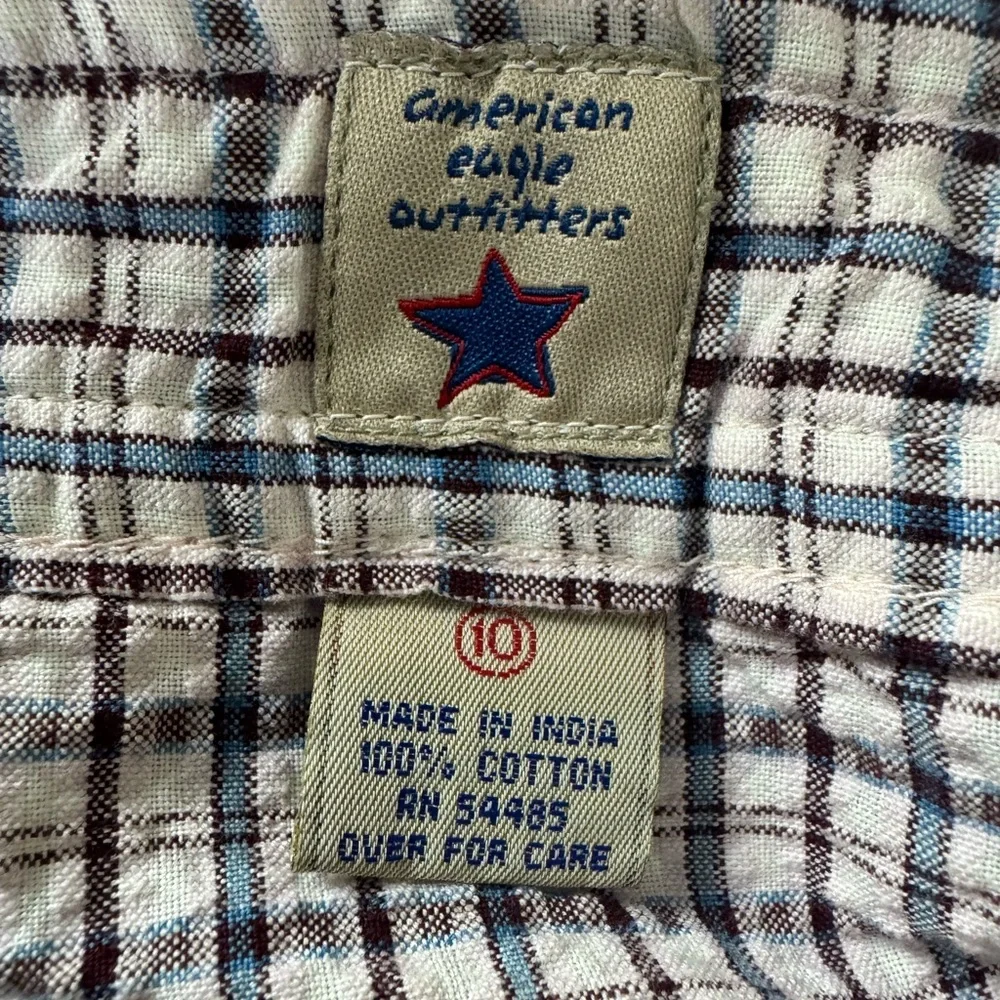 american
eagle
outfitters
10
MADE IN INDIA
100% COTTON
RN 54485
OVER FOR CARE